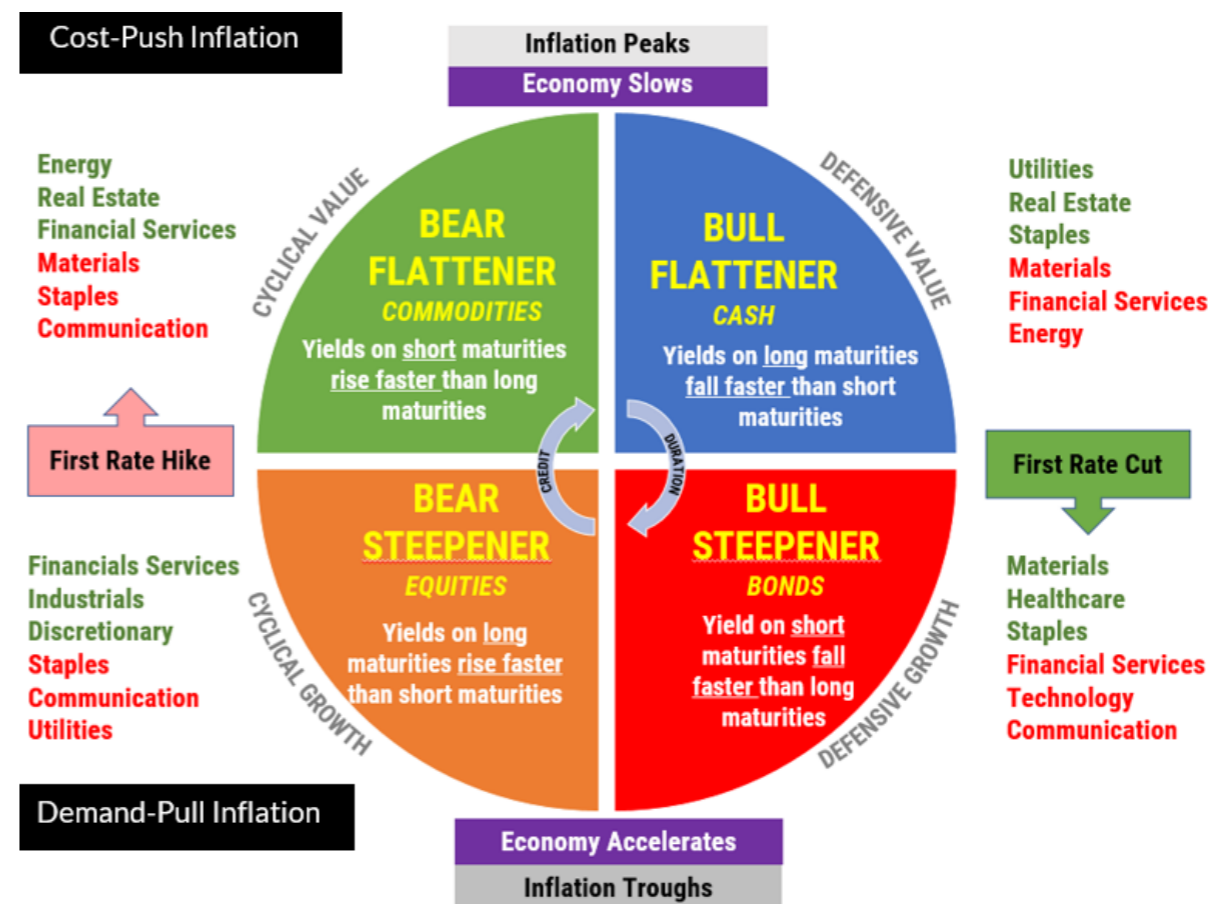 Cost-Push Inflation
Inflation Peaks
Economy Slows
Energy
Real Estate
Financial Services
Materials
Staples
Communication
CYCLICAL VALUE
BEAR
FLATTENER
COMMODITIES
Yields on short maturities
rise faster than long
maturities
BULL
FLATTENER
CASH
Yields on long maturities
fall faster than short
maturities
DEFENSIVE VALUE
Utilities
Real Estate
Staples
Materials
Financial Services
Energy
First Rate Hike
CREDIT
DURATION
First Rate Cut
Financials Services
Industrials
Discretionary
Staples
Communication
Utilities
CYCLICAL GROWTH
BEAR
STEEPENER
EQUITIES
Yields on long
maturities rise faster
than short maturities
BULL
STEEPENER
BONDS
Yield on short
maturities fall
faster than long
maturities
DEFENSIVE GROWTH
Materials
Healthcare
Staples
Financial Services
Technology
Communication
Demand-Pull Inflation
Economy Accelerates
Inflation Troughs